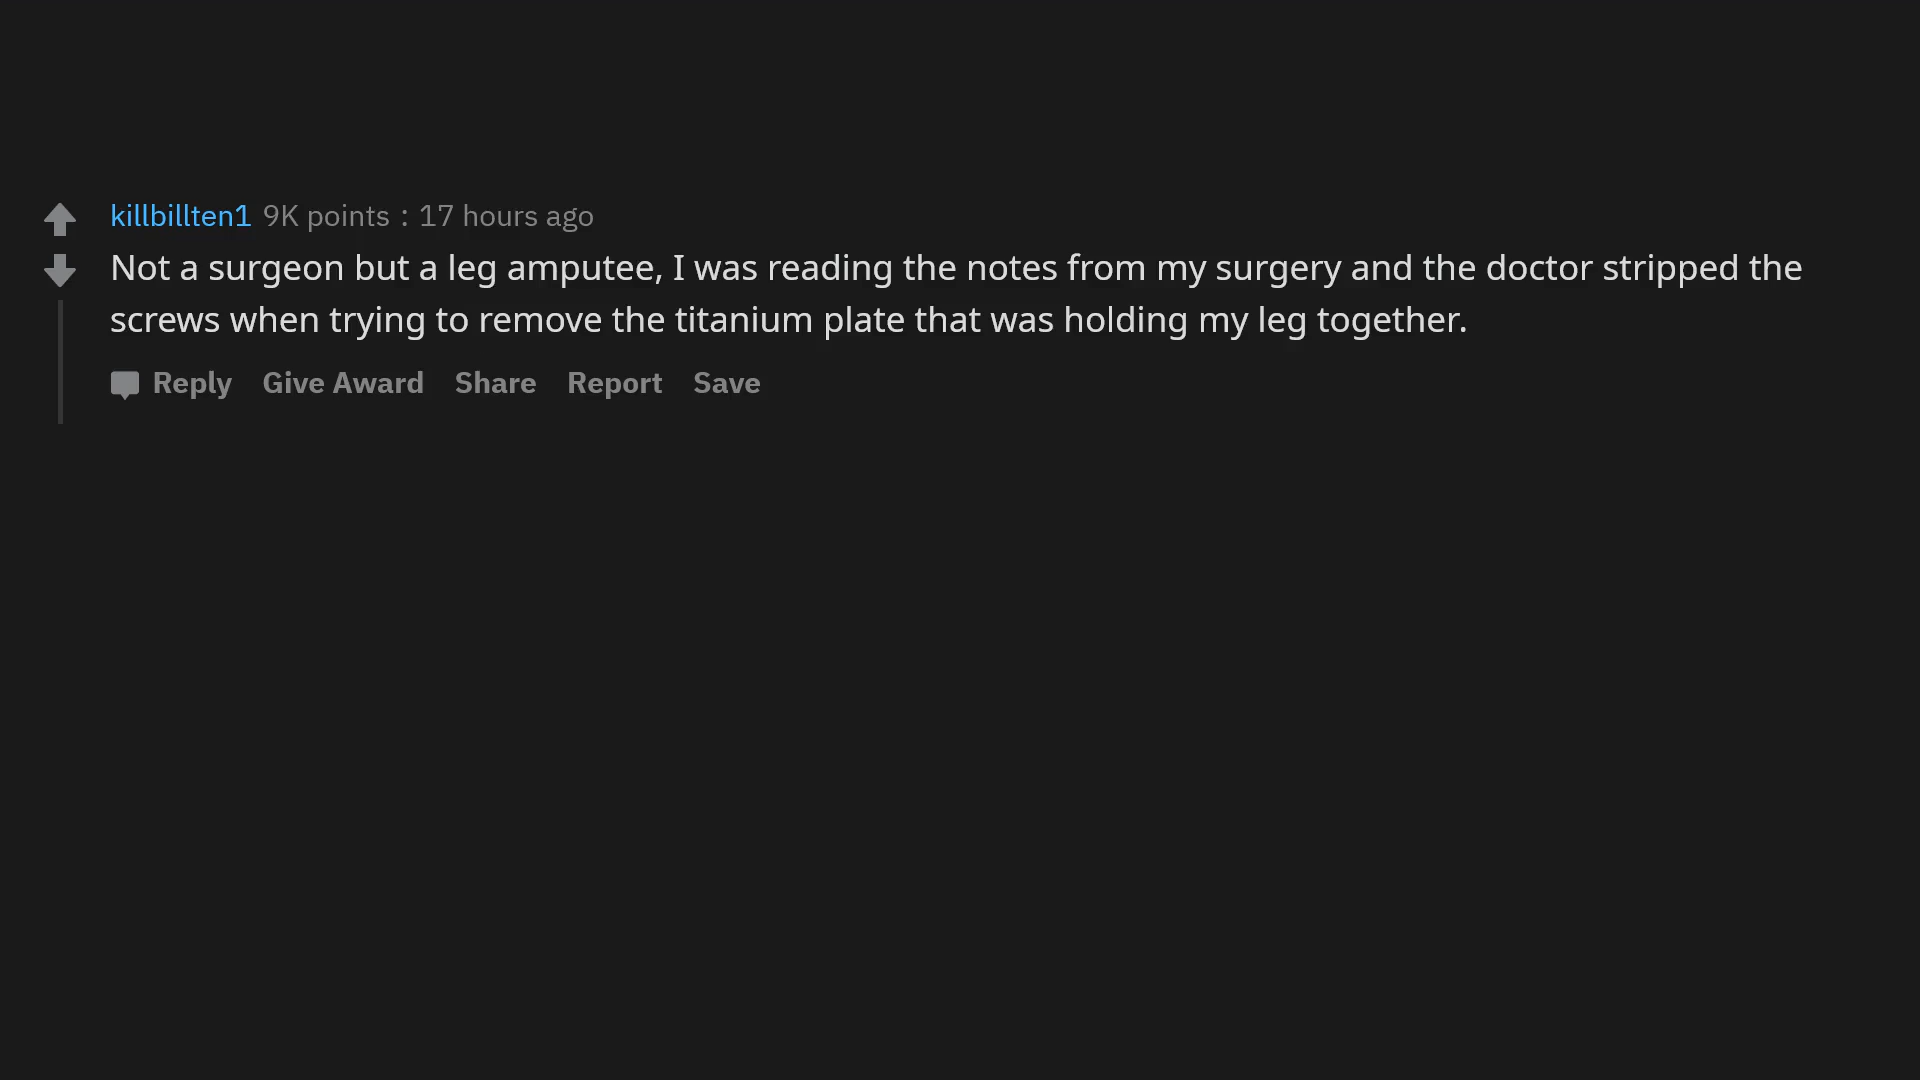 killbillten1 9K points : 17 hours ago
Not a surgeon but a leg amputee, I was reading the notes from my surgery and the doctor stripped the
screws when trying to remove the titanium plate that was holding my leg together.
Reply Give Award Share Report Save